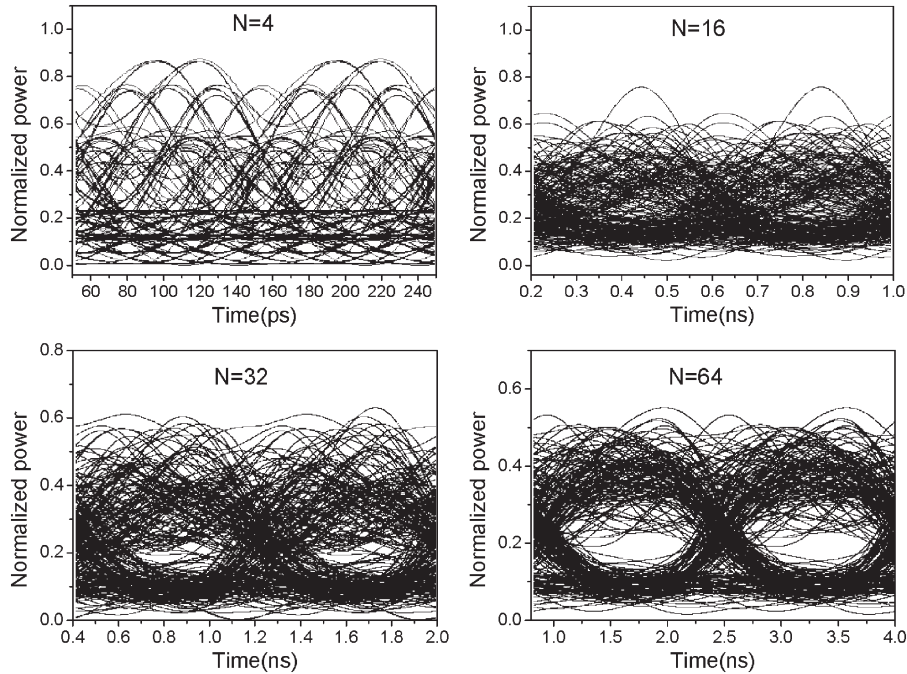 N=4
Normalized power
1.0
0.8
0.6
0.4
0.2
0.0
60 80 100 120 140 160 180 200 220 240
Time(ps)
N=16
Normalized power
1.0
0.8
0.6
0.4
0.2
0.0
0.2 0.3 0.4 0.5 0.6 0.7 0.8 0.9 1.0
Time(ns)
N=32
Normalized power
0.8
0.6
0.4
0.2
0.0
0.4 0.6 0.8 1.0 1.2 1.4 1.6 1.8 2.0
Time(ns)
N=64
Normalized power
0.6
0.4
0.2
0.0
1.0 1.5 2.0 2.5 3.0 3.5 4.0
Time(ns)